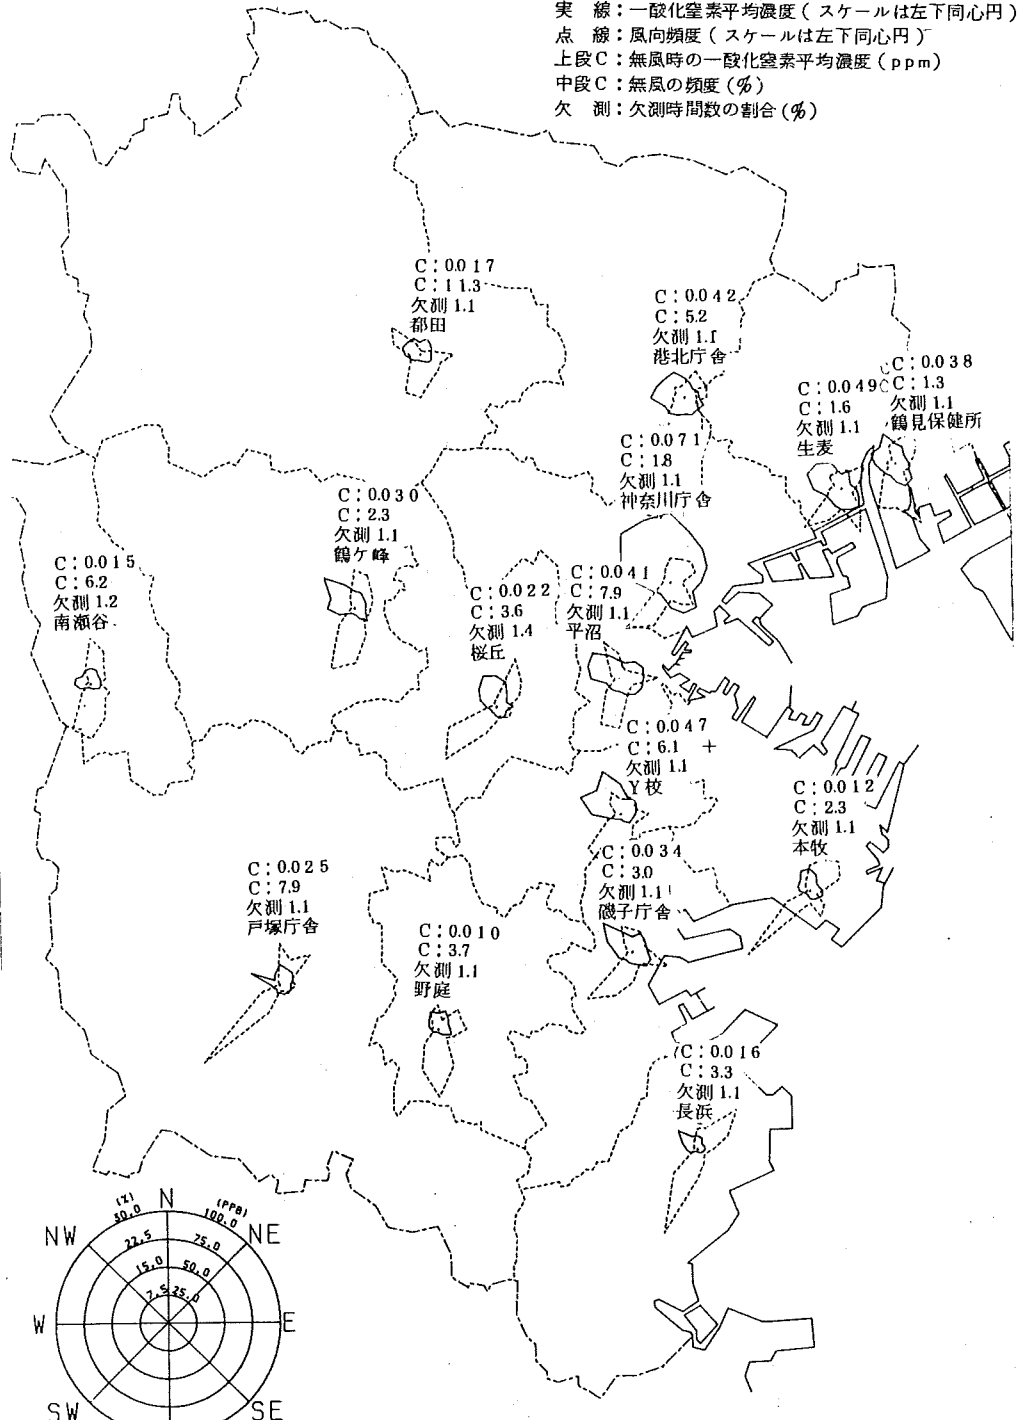 実　線：一酸化窒素平均濃度（スケールは左下同心円）
点　線：風向頻度（スケールは左下同心円）
上段C：無風時の一酸化窒素平均濃度（ppm）
中段C：無風の頻度（%）
欠　測：欠測時間数の割合（%）
C：0.017
C：11.3
欠測 1.1
都田
C：0.042
C：5.2
欠測 1.1
港北庁舎
C：0.038
C：1.3
欠測 1.1
鶴見保健所
C：0.049
C：1.6
欠測 1.1
生麦
C：0.071
C：1.8
欠測 1.1
神奈川庁舎
C：0.030
C：2.3
欠測 1.1
鶴ケ峰
C：0.015
C：6.2
欠測 1.2
南瀬谷
C：0.022
C：3.6
欠測 1.4
桜丘
C：0.041
C：7.9
欠測 1.1
平沼
C：0.047
C：6.1
欠測 1.1
Y校
C：0.012
C：2.3
欠測 1.1
本牧
C：0.034
C：3.0
欠測 1.1
磯子庁舎
C：0.025
C：7.9
欠測 1.1
戸塚庁舎
C：0.010
C：3.7
欠測 1.1
野庭
C：0.016
C：3.3
欠測 1.1
長浜
(%) N (PPB)
30.0 100.0
NW 22.5 75.0 NE
15.0 50.0
7.5 25.0
W E
SW SE